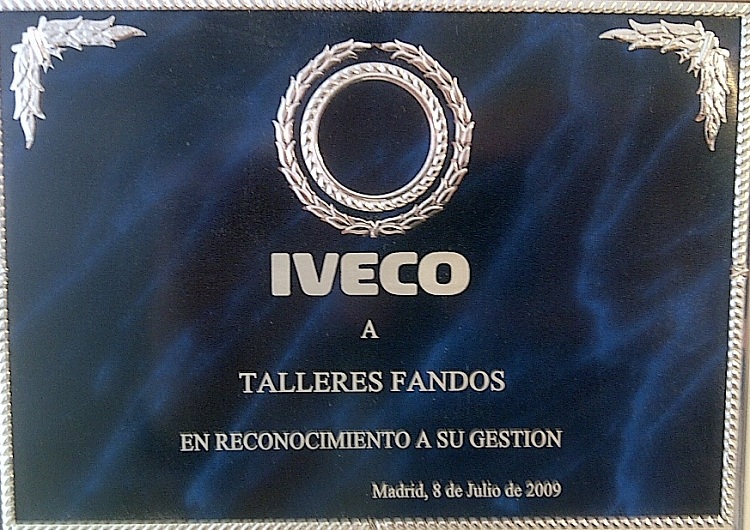 IVECO
A
TALLERES FANDOS
EN RECONOCIMIENTO A SU GESTION
Madrid, 8 de Julio de 2009